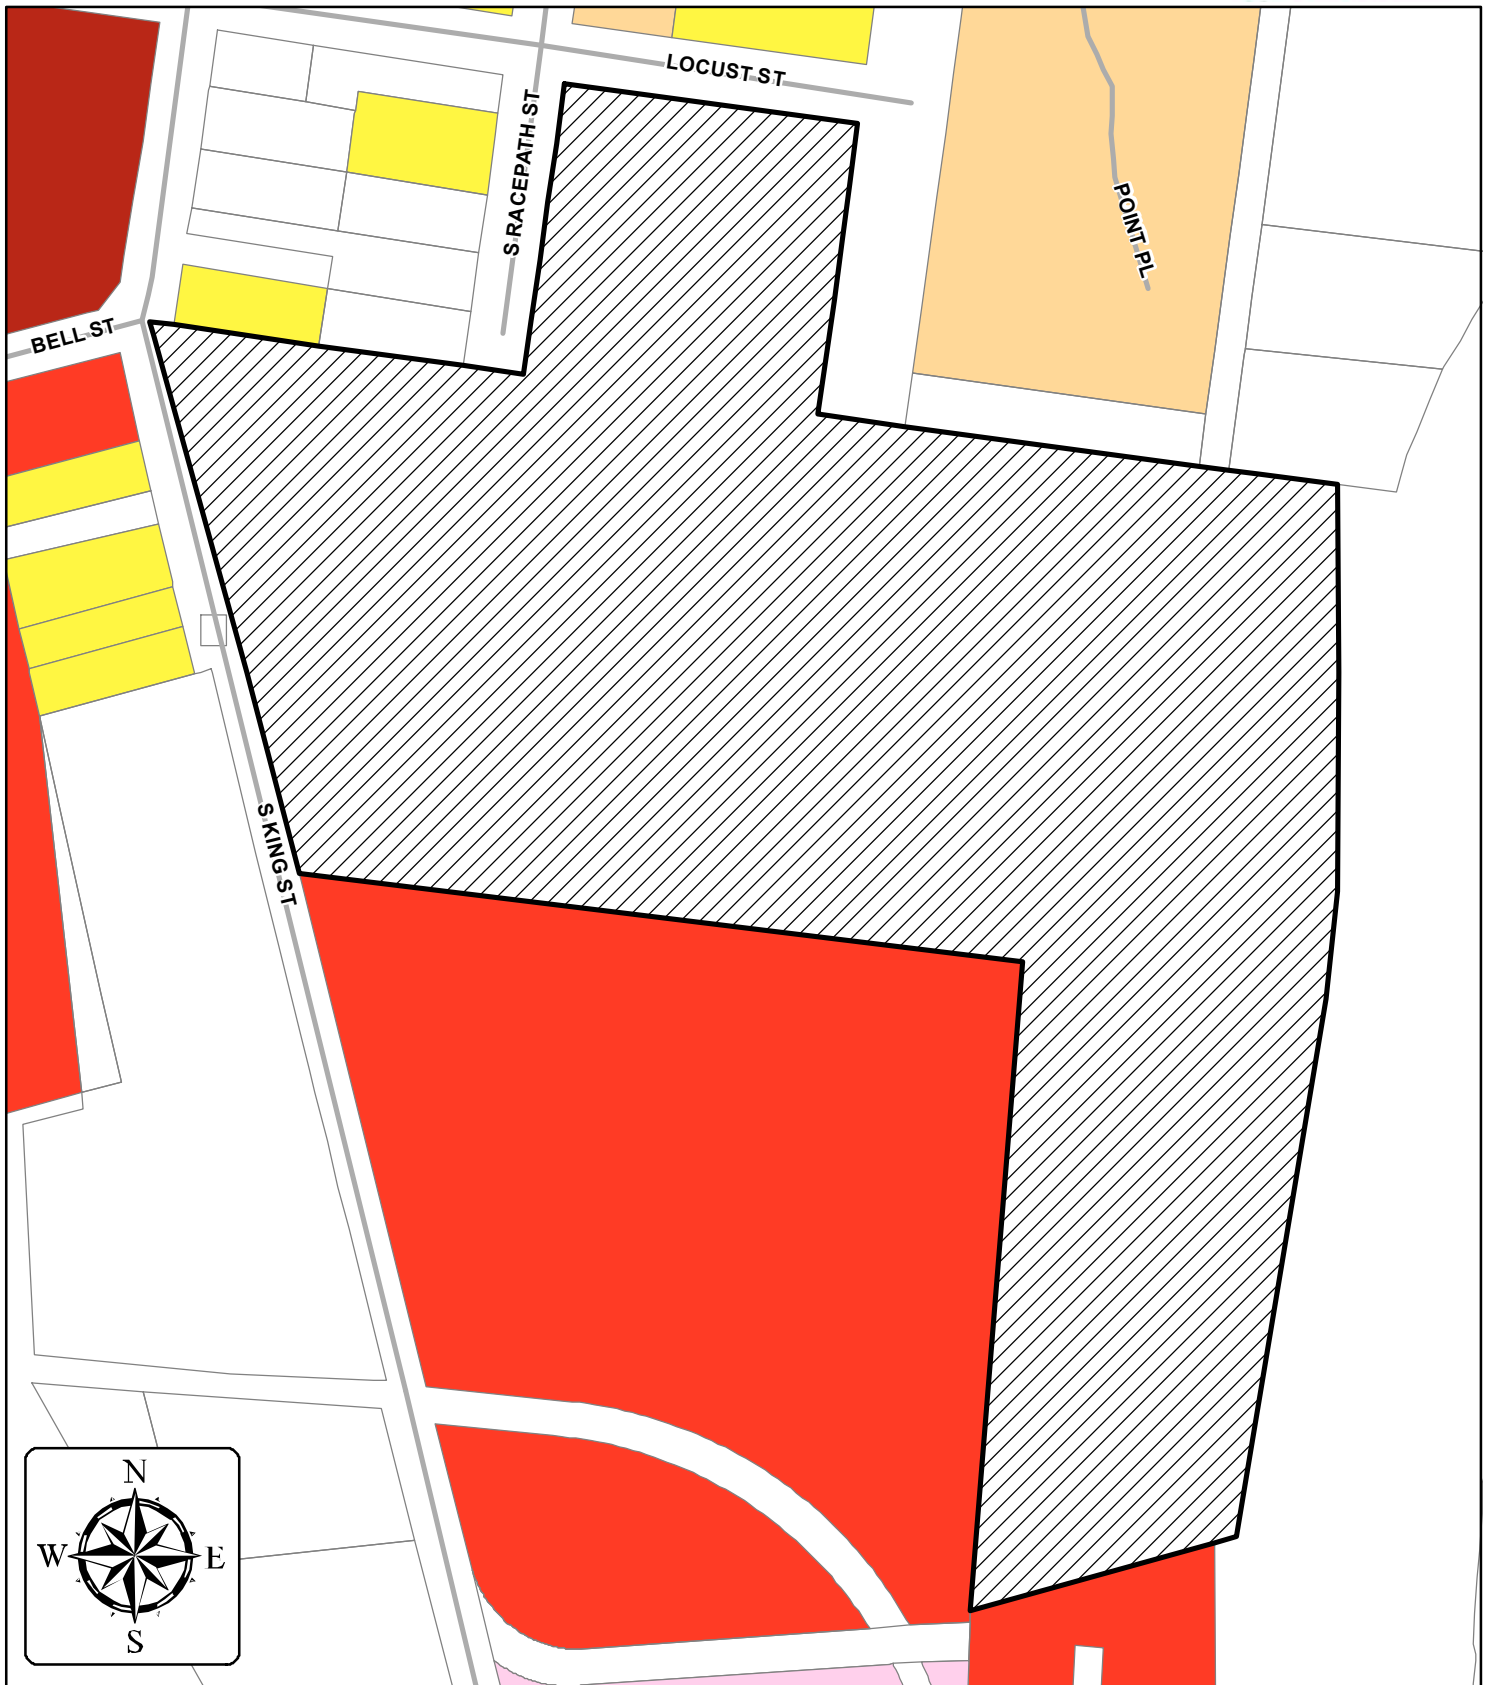 LOCUST ST
S RACEPATH ST
POINT PL
BELL ST
S KING ST
N
W E
S